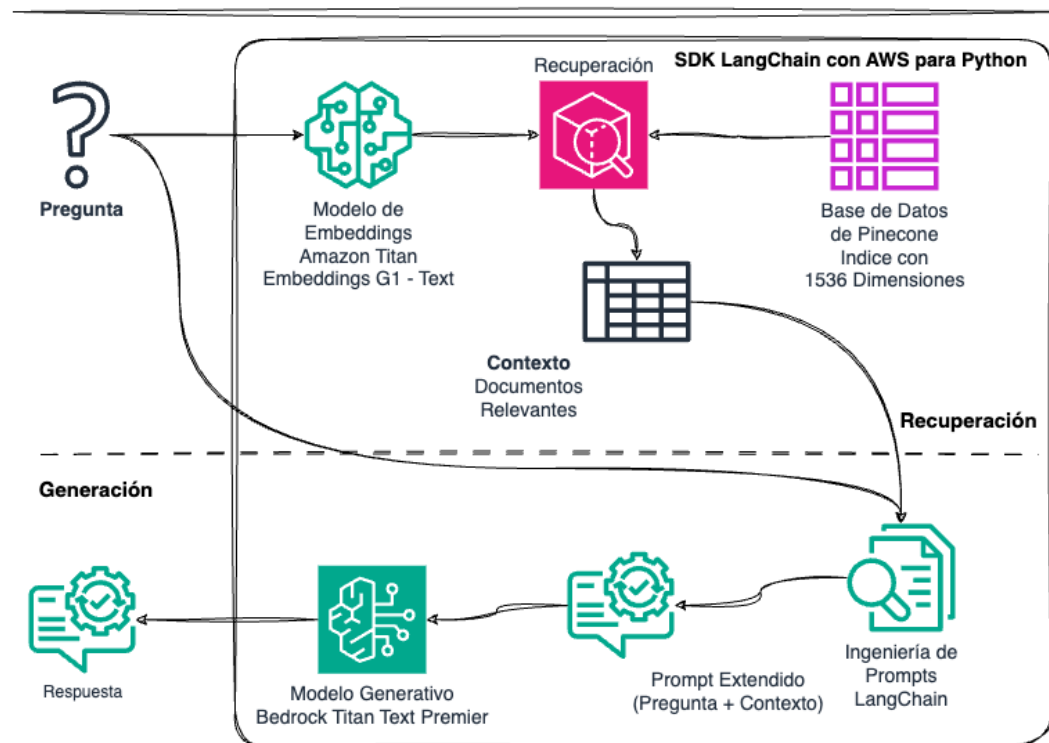 SDK LangChain con AWS para Python
Recuperación
Pregunta
Modelo de
Embeddings
Amazon Titan
Embeddings G1 - Text
Base de Datos
de Pinecone
Indice con
1536 Dimensiones
Contexto
Documentos
Relevantes
Recuperación
Generación
Respuesta
Modelo Generativo
Bedrock Titan Text Premier
Prompt Extendido
(Pregunta + Contexto)
Ingeniería de
Prompts
LangChain